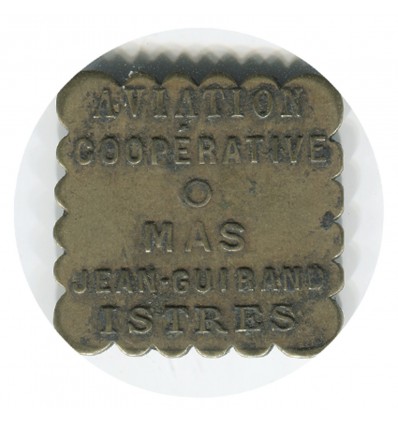 AVIATION
COOPÉRATIVE
O
MAS
JEAN-GUIRAND
ISTRES